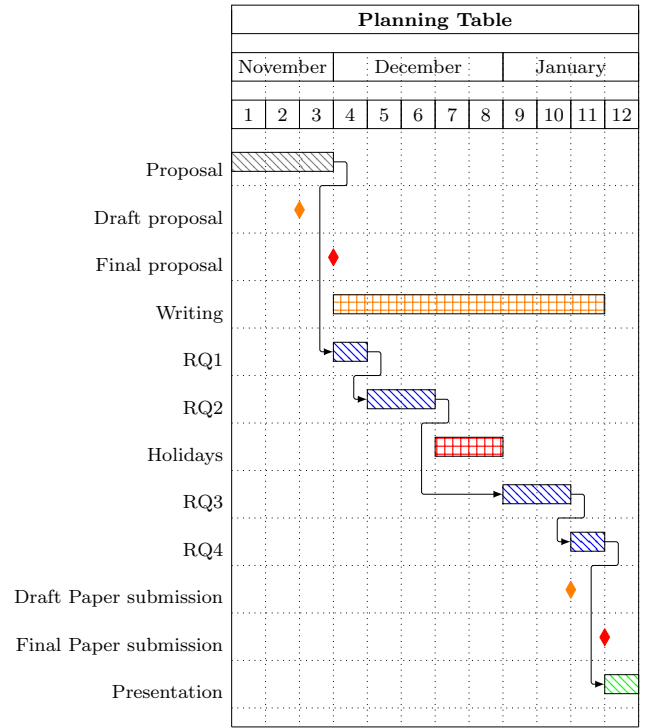 Planning Table
November December January
1 2 3 4 5 6 7 8 9 10 11 12
Proposal
Draft proposal
Final proposal
Writing
RQ1
RQ2
Holidays
RQ3
RQ4
Draft Paper submission
Final Paper submission
Presentation